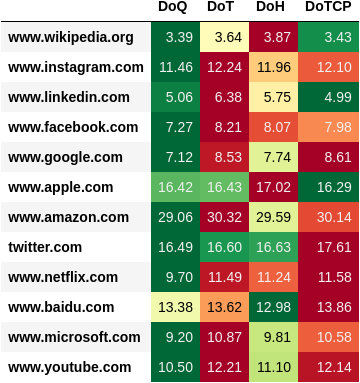 DoQ DoT DoH DoTCP
www.wikipedia.org 3.39 3.64 3.87 3.43
www.instagram.com 11.46 12.24 11.96 12.10
www.linkedin.com 5.06 6.38 5.75 4.99
www.facebook.com 7.27 8.21 8.07 7.98
www.google.com 7.12 8.53 7.74 8.61
www.apple.com 16.42 16.43 17.02 16.29
www.amazon.com 29.06 30.32 29.59 30.14
twitter.com 16.49 16.60 16.63 17.61
www.netflix.com 9.70 11.49 11.24 11.58
www.baidu.com 13.38 13.62 12.98 13.86
www.microsoft.com 9.20 10.87 9.81 10.58
www.youtube.com 10.50 12.21 11.10 12.14